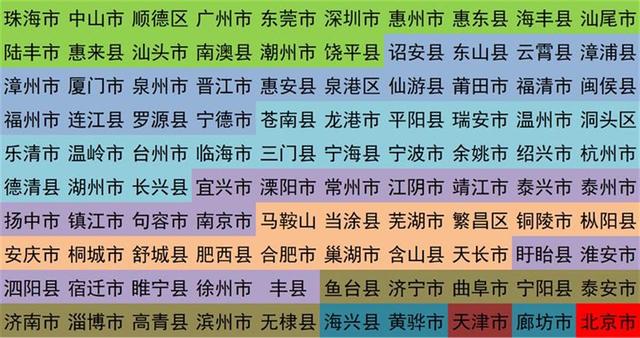 珠海市 中山市 顺德区 广州市 东莞市 深圳市 惠州市 惠东县 海丰县 汕尾市
陆丰市 惠来县 汕头市 南澳县 潮州市 饶平县 诏安县 东山县 云霄县 漳浦县
漳州市 厦门市 泉州市 晋江市 惠安县 泉港区 仙游县 莆田市 福清市 闽侯县
福州市 连江县 罗源县 宁德市 苍南县 龙港市 平阳县 瑞安市 温州市 洞头区
乐清市 温岭市 台州市 临海市 三门县 宁海县 宁波市 余姚市 绍兴市 杭州市
德清县 湖州市 长兴县 宜兴市 溧阳市 常州市 江阴市 靖江市 泰兴市 泰州市
扬中市 镇江市 句容市 南京市 马鞍山 当涂县 芜湖市 繁昌区 铜陵市 枞阳县
安庆市 桐城市 舒城县 肥西县 合肥市 巢湖市 含山县 天长市 盱眙县 淮安市
泗阳县 宿迁市 睢宁县 徐州市 丰县 鱼台县 济宁市 曲阜市 宁阳县 泰安市
济南市 淄博市 高青县 滨州市 无棣县 海兴县 黄骅市 天津市 廊坊市 北京市